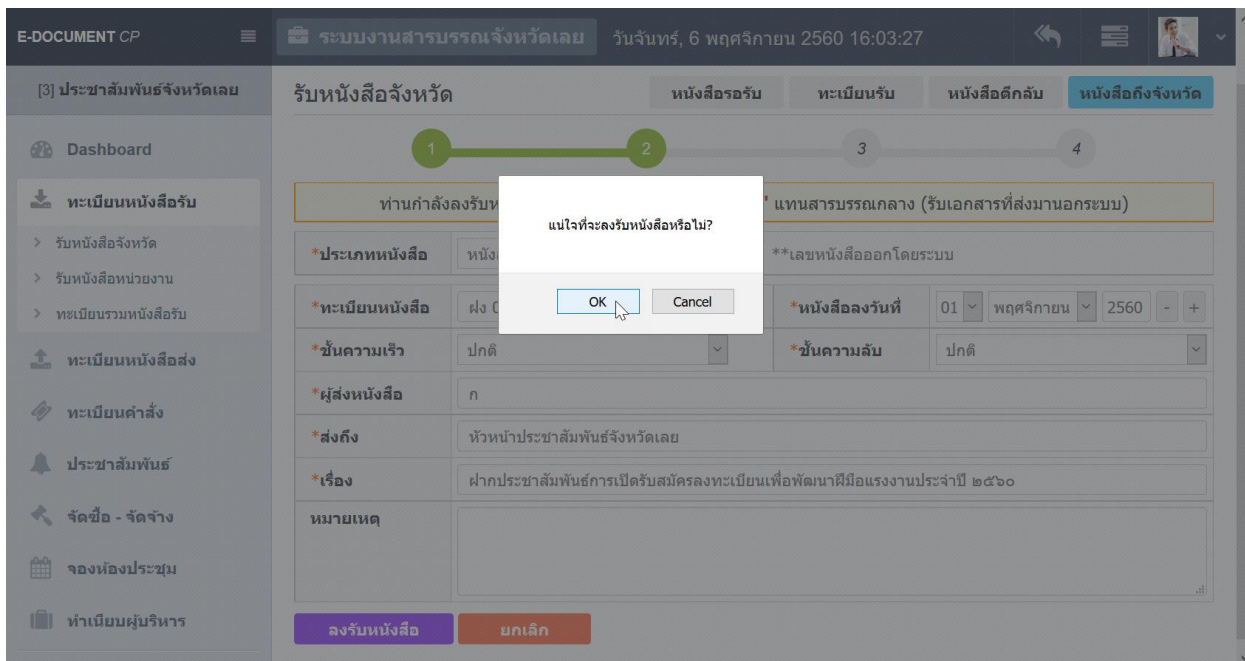 E-DOCUMENT CP
ระบบงานสารบรรณจังหวัดเลย วันจันทร์, 6 พฤศจิกายน 2560 16:03:27
[3] ประชาสัมพันธ์จังหวัดเลย
Dashboard
ทะเบียนหนังสือรับ
รับหนังสือจังหวัด
รับหนังสือหน่วยงาน
ทะเบียนรวมหนังสือรับ
ทะเบียนหนังสือส่ง
ทะเบียนคำสั่ง
ประชาสัมพันธ์
จัดซื้อ - จัดจ้าง
จองห้องประชุม
ทำเนียบผู้บริหาร
รับหนังสือจังหวัด
หนังสือรอรับ ทะเบียนรับ หนังสือตีกลับ หนังสือถึงจังหวัด
1 2 3 4
ท่านกำลังลงรับ " แทนสารบรรณกลาง (รับเอกสารที่ส่งมานอกระบบ)
แน่ใจที่จะลงรับหนังสือหรือไม่?
OK Cancel
*ประเภทหนังสือ **เลขหนังสือออกโดยระบบ
*ทะเบียนหนังสือ ฝง *หนังสือลงวันที่ 01 พฤศจิกายน 2560 - +
*ชั้นความเร็ว ปกติ *ชั้นความลับ ปกติ
*ผู้ส่งหนังสือ ก
*ส่งถึง หัวหน้าประชาสัมพันธ์จังหวัดเลย
*เรื่อง ฝากประชาสัมพันธ์การเปิดรับสมัครลงทะเบียนเพื่อพัฒนาฝีมือแรงงานประจำปี ๒๕๖๐
หมายเหตุ
ลงรับหนังสือ ยกเลิก